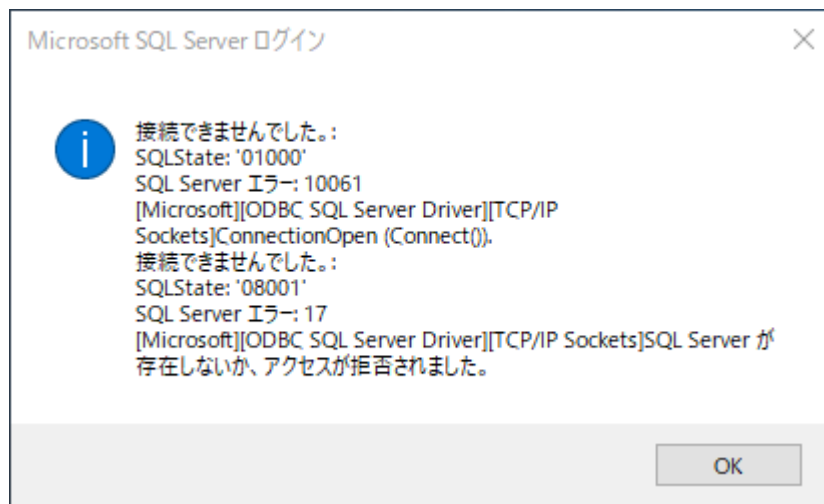 Microsoft SQL Server ログイン
接続できませんでした。:
SQLState: '01000'
SQL Server エラー: 10061
[Microsoft][ODBC SQL Server Driver][TCP/IP
Sockets]ConnectionOpen (Connect()).
接続できませんでした。:
SQLState: '08001'
SQL Server エラー: 17
[Microsoft][ODBC SQL Server Driver][TCP/IP Sockets]SQL Server が
存在しないか、アクセスが拒否されました。
OK